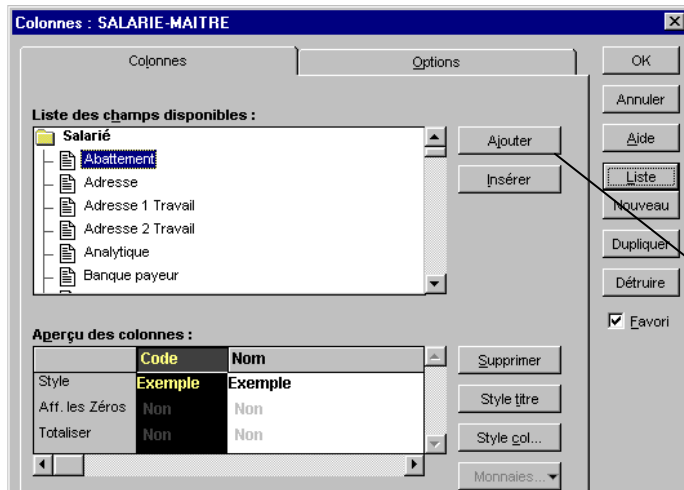 Colonnes : SALARIE-MAITRE
Colonnes
Options
Liste des champs disponibles :
Salarié
Abattement
Adresse
Adresse 1 Travail
Adresse 2 Travail
Analytique
Banque payeur
Ajouter
Insérer
Aperçu des colonnes :
Code Nom
Style Exemple Exemple
Aff. les Zéros Non Non
Totaliser Non Non
Supprimer
Style titre
Style col...
Monnaies...
OK
Annuler
Aide
Liste
Nouveau
Dupliquer
Détruire
Favori